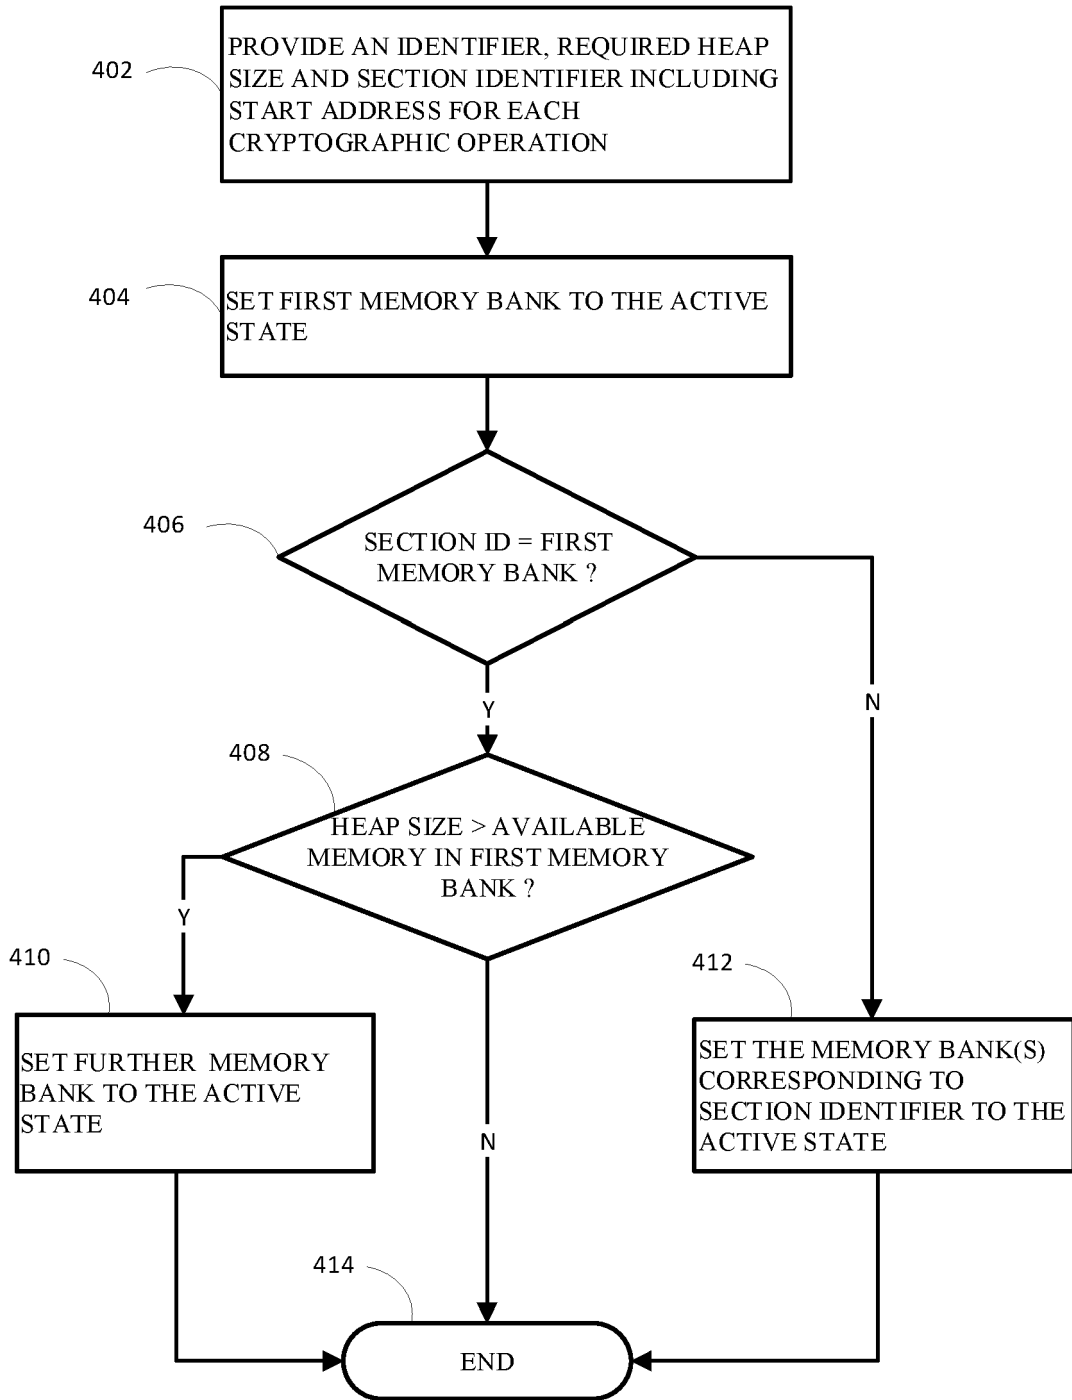 402
PROVIDE AN IDENTIFIER, REQUIRED HEAP
SIZE AND SECTION IDENTIFIER INCLUDING
START ADDRESS FOR EACH
CRYPTOGRAPHIC OPERATION
404
SET FIRST MEMORY BANK TO THE ACTIVE
STATE
406
SECTION ID = FIRST
MEMORY BANK ?
N
Y
408
HEAP SIZE > AVAILABLE
MEMORY IN FIRST MEMORY
BANK ?
Y
410
SET FURTHER MEMORY
BANK TO THE ACTIVE
STATE
N
412
SET THE MEMORY BANK(S)
CORRESPONDING TO
SECTION IDENTIFIER TO THE
ACTIVE STATE
414
END